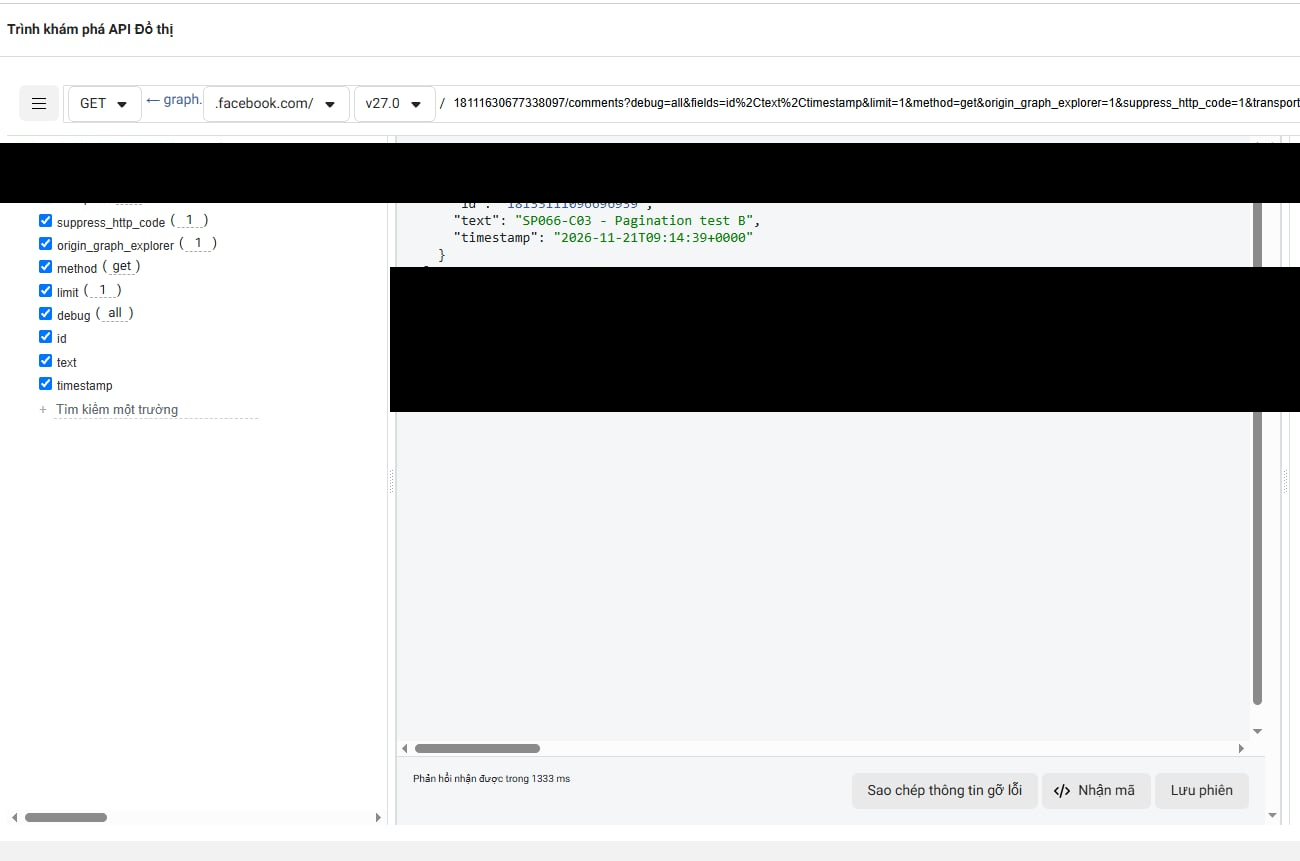 Trình khám phá API Đồ thị
GET ← graph. .facebook.com/ v27.0 / 18111630677338097/comments?debug=all&fields=id%2Ctext%2Ctimestamp&limit=1&method=get&origin_graph_explorer=1&suppress_http_code=1&transport
suppress_http_code ( 1 )
origin_graph_explorer ( 1 )
method ( get )
limit ( 1 )
debug ( all )
id
text
timestamp
+ Tìm kiếm một trường
"text": "SP066-C03 - Pagination test B",
"timestamp": "2026-11-21T09:14:39+0000"
}
Phản hồi nhận được trong 1333 ms
Sao chép thông tin gỡ lỗi
</> Nhận mã
Lưu phiên